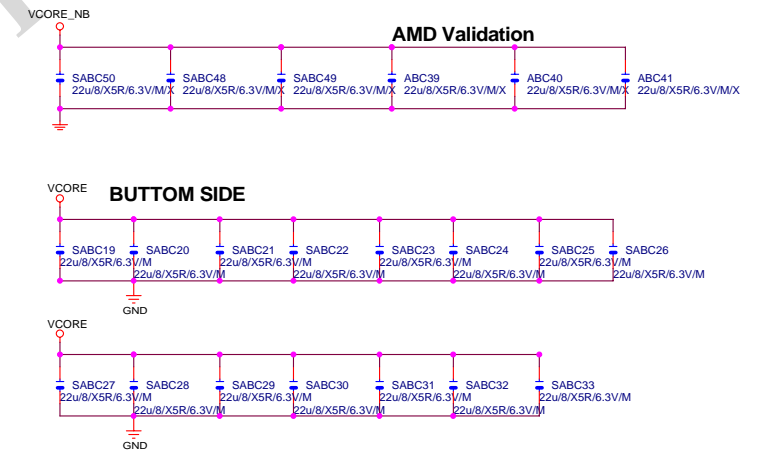 VCORE_NB
AMD Validation
SABC50 SABC48 SABC49 ABC39 ABC40 ABC41
22u/8/X5R/6.3V/M/X 22u/8/X5R/6.3V/M/X 22u/8/X5R/6.3V/M/X 22u/8/X5R/6.3V/M/X 22u/8/X5R/6.3V/M/X 22u/8/X5R/6.3V/M/X
VCORE
BUTTOM SIDE
SABC19 SABC20 SABC21 SABC22 SABC23 SABC24 SABC25 SABC26
22u/8/X5R/6.3V/M 22u/8/X5R/6.3V/M 22u/8/X5R/6.3V/M 22u/8/X5R/6.3V/M
22u/8/X5R/6.3V/M 22u/8/X5R/6.3V/M 22u/8/X5R/6.3V/M 22u/8/X5R/6.3V/M
GND
VCORE
SABC27 SABC28 SABC29 SABC30 SABC31 SABC32 SABC33
22u/8/X5R/6.3V/M 22u/8/X5R/6.3V/M 22u/8/X5R/6.3V/M 22u/8/X5R/6.3V/M
22u/8/X5R/6.3V/M 22u/8/X5R/6.3V/M 22u/8/X5R/6.3V/M
GND